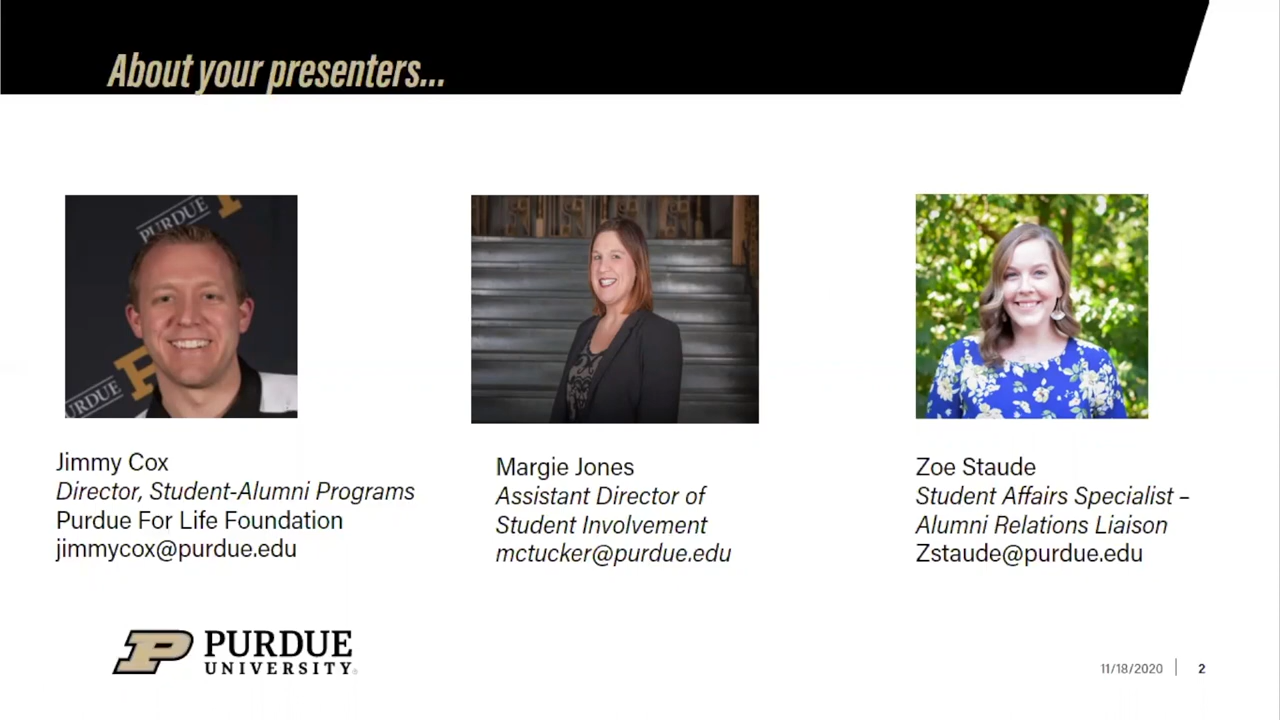 About your presenters...
PURDUE
PURDUE
Jimmy Cox
Director, Student-Alumni Programs
Purdue For Life Foundation
jimmycox@purdue.edu
Margie Jones
Assistant Director of
Student Involvement
mctucker@purdue.edu
Zoe Staude
Student Affairs Specialist –
Alumni Relations Liaison
Zstaude@purdue.edu
P PURDUE
UNIVERSITY®
11/18/2020 | 2